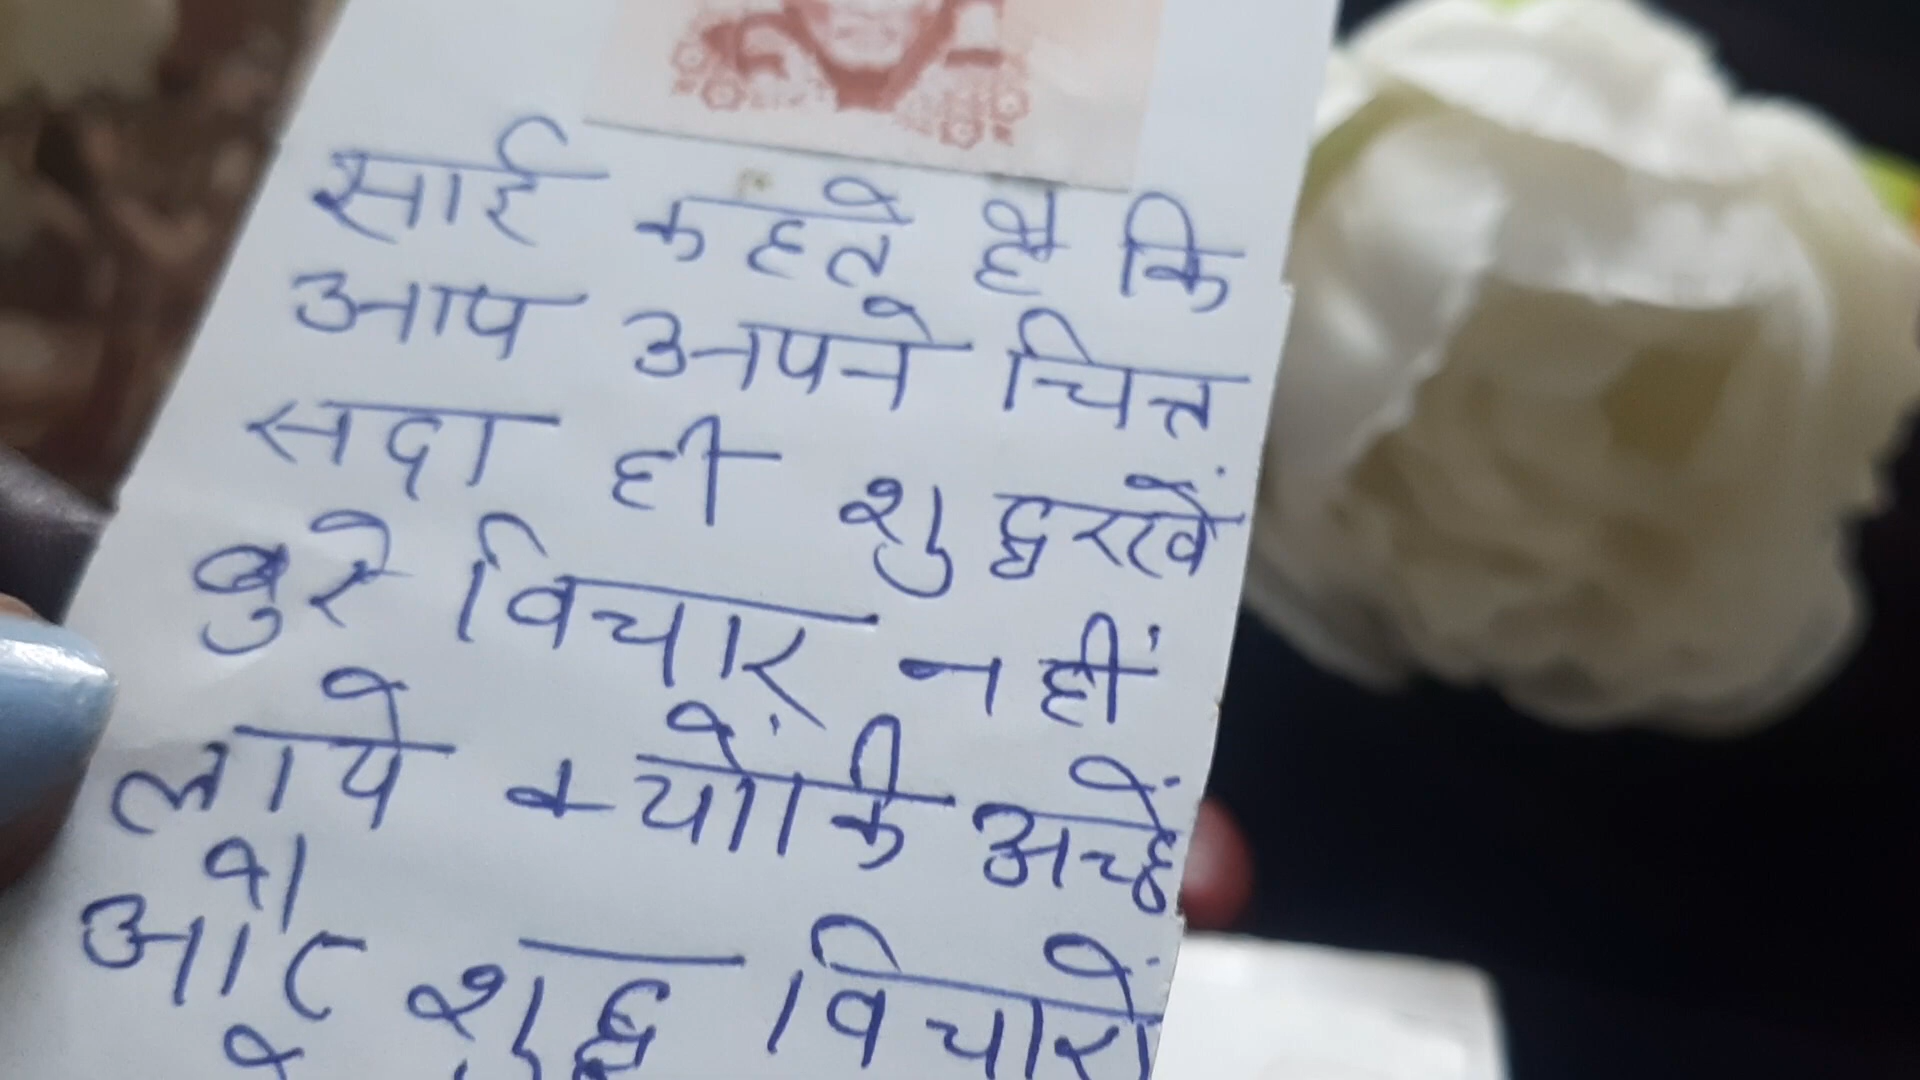 साई कहते है कि
आप अपने चित्त
सदा ही शुद्ध रखें
बुरे विचार नहीं
लाये क्योंकि अच्छें
और शुद्ध विचारों